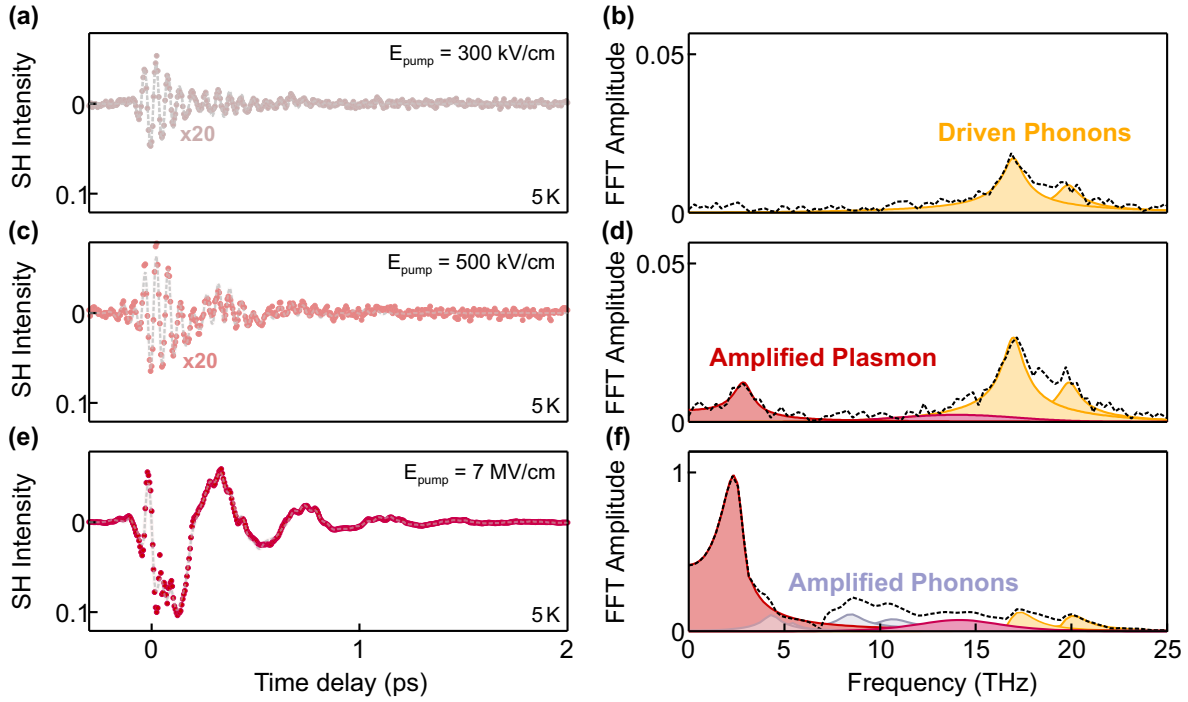 (a)
SH Intensity
0
0.1
E_pump = 300 kV/cm
x20
5 K
(b)
FFT Amplitude
0.05
0
Driven Phonons
(c)
SH Intensity
0
0.1
E_pump = 500 kV/cm
x20
5 K
(d)
FFT Amplitude
0.05
0
Amplified Plasmon
(e)
SH Intensity
0
0.1
E_pump = 7 MV/cm
5 K
0 1 2
Time delay (ps)
(f)
FFT Amplitude
1
0
Amplified Phonons
0 5 10 15 20 25
Frequency (THz)